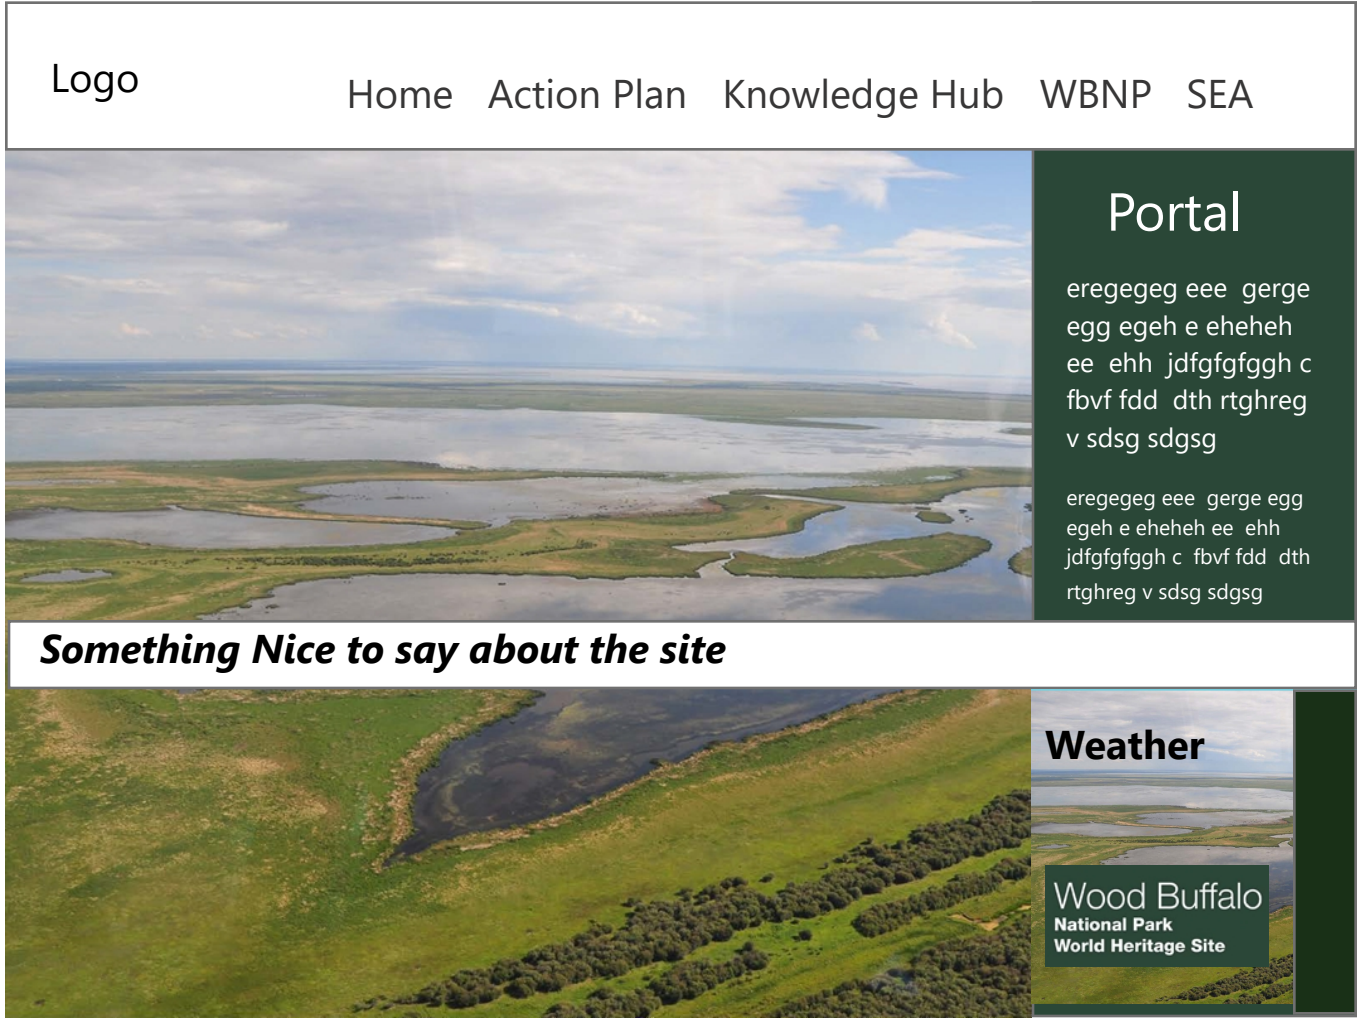 Logo
Home Action Plan Knowledge Hub WBNP SEA
Portal
eregegeg eee gerge
egg egeh e eheheh
ee ehh jdfgfgfggh c
fbvf fdd dth rtghreg
v sdsg sdgsg
eregegeg eee gerge egg
egeh e eheheh ee ehh
jdfgfgfggh c fbvf fdd dth
rtghreg v sdsg sdgsg
Something Nice to say about the site
Weather
Wood Buffalo
National Park
World Heritage Site